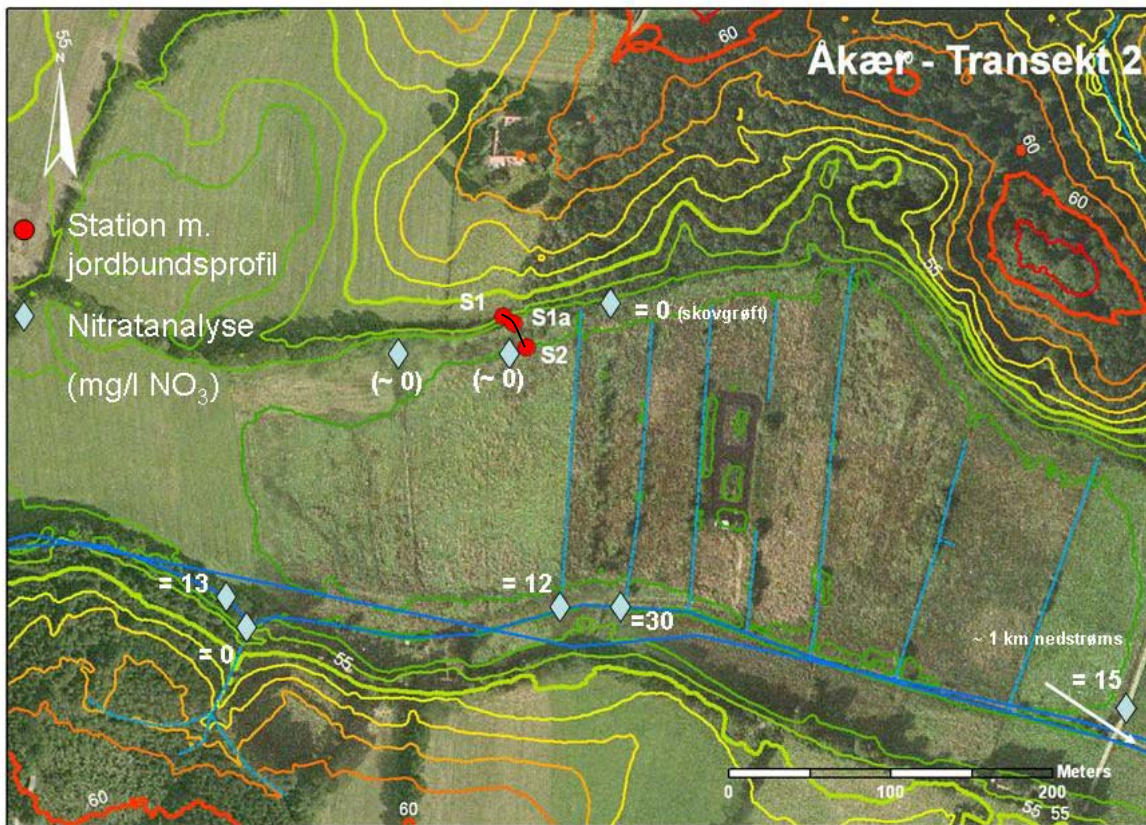 Åkær - Transekt 2
55
60
N
60
60
Station m.
jordbundsprofil
Nitratanalyse
(mg/l NO₃)
S1
S1a
S2
= 0 (skovgrøft)
55
(~ 0)
(~ 0)
= 13
= 0
= 12
=30
55
~ 1 km nedstrøms
= 15
Meters
0
100
200
60
60
55
55